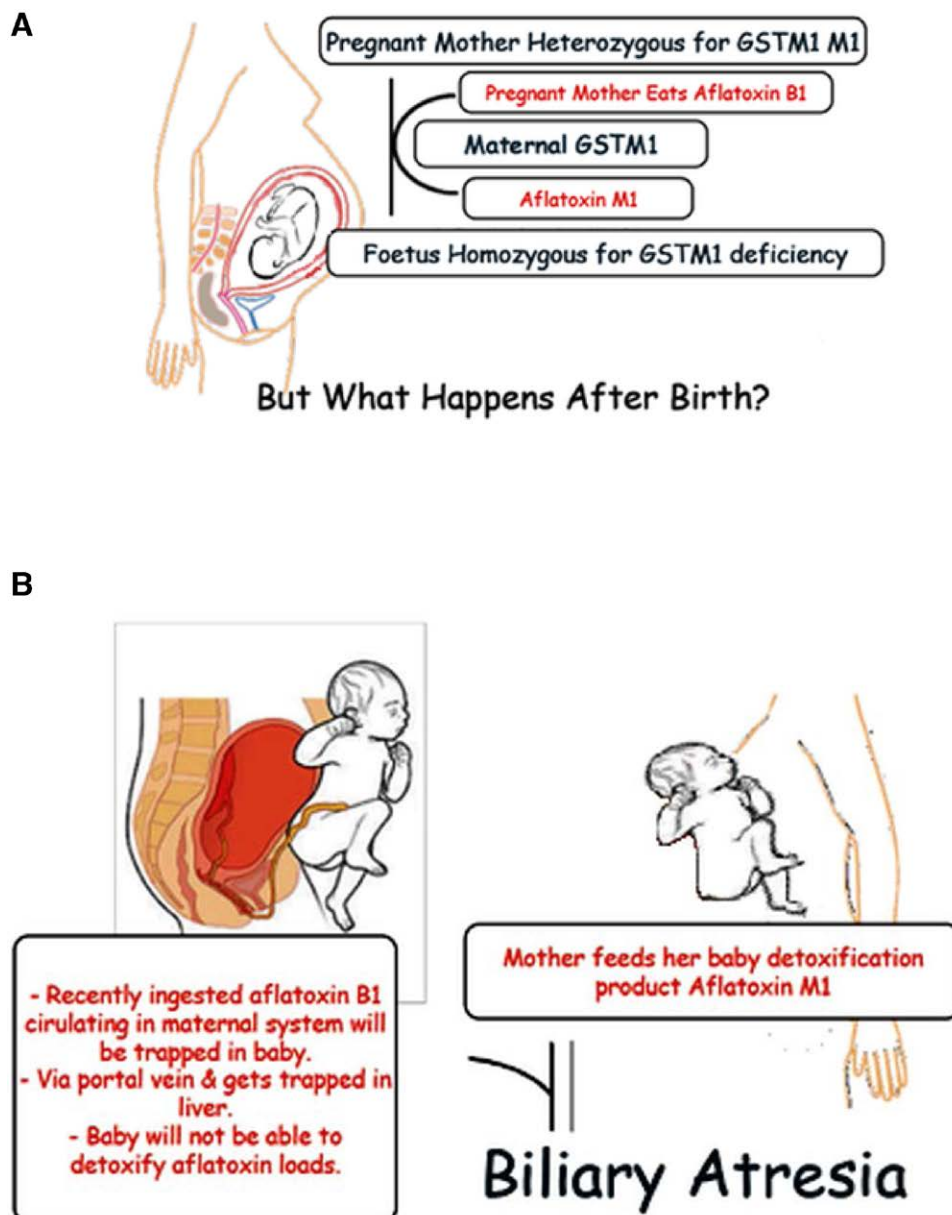 A
Pregnant Mother Heterozygous for GSTM1 M1
Pregnant Mother Eats Aflatoxin B1
Maternal GSTM1
Aflatoxin M1
Foetus Homozygous for GSTM1 deficiency
But What Happens After Birth?
B
- Recently ingested aflatoxin B1
cirulating in maternal system will
be trapped in baby.
- Via portal vein & gets trapped in
liver.
- Baby will not be able to
detoxify aflatoxin loads.
Mother feeds her baby detoxification
product Aflatoxin M1
Biliary Atresia